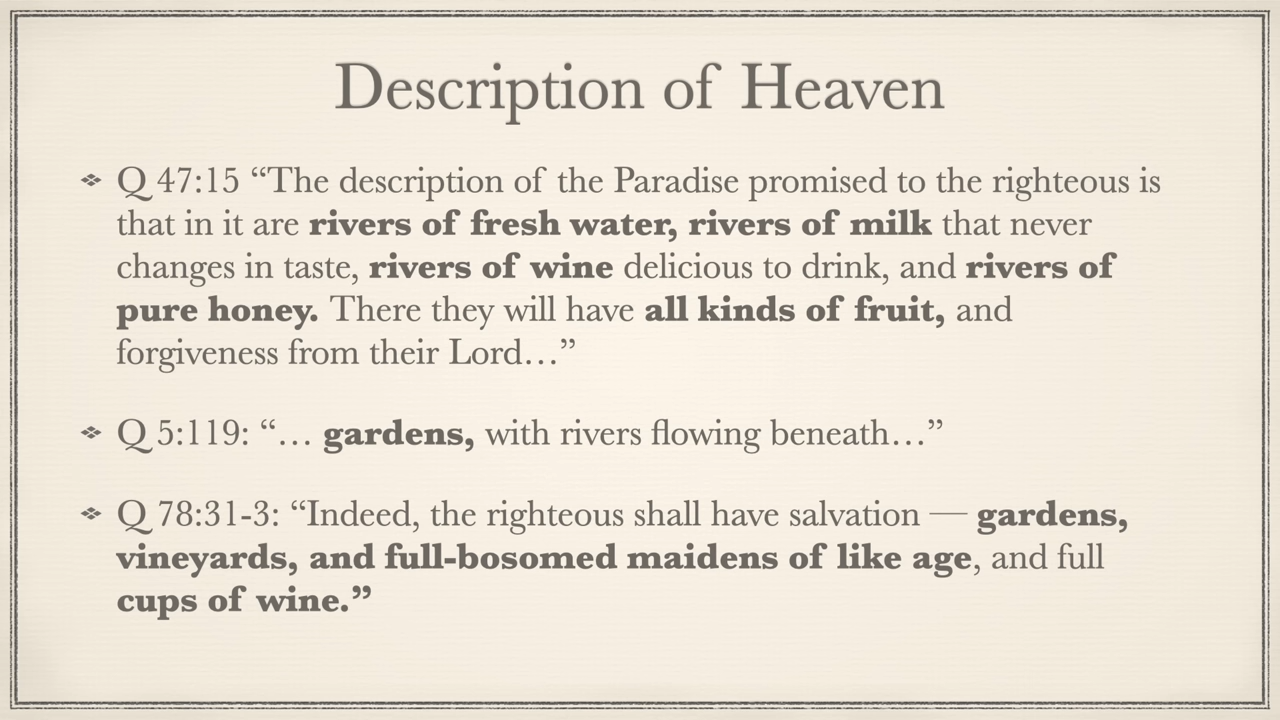 Description of Heaven
Q 47:15 “The description of the Paradise promised to the righteous is
that in it are rivers of fresh water, rivers of milk that never
changes in taste, rivers of wine delicious to drink, and rivers of
pure honey. There they will have all kinds of fruit, and
forgiveness from their Lord…”
Q 5:119: “… gardens, with rivers flowing beneath…”
Q 78:31-3: “Indeed, the righteous shall have salvation — gardens,
vineyards, and full-bosomed maidens of like age, and full
cups of wine.”